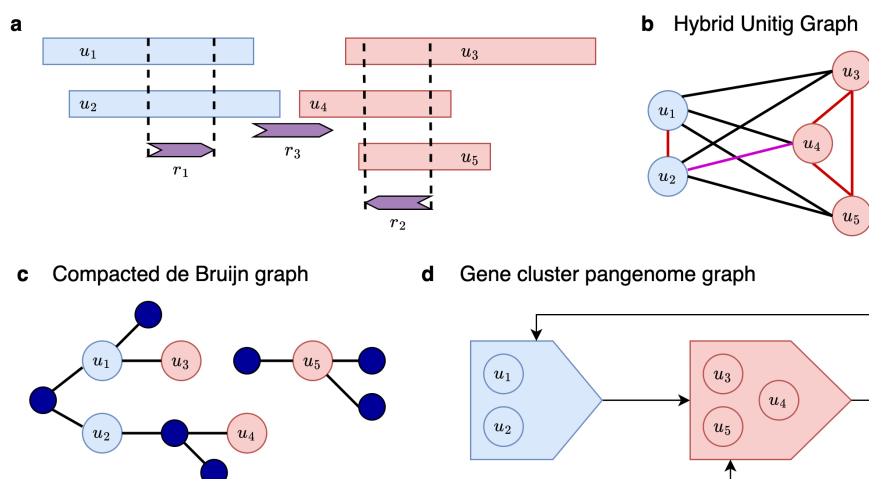 a
u1
u3
u2
u4
r3
u5
r1
r2
b Hybrid Unitig Graph
u3
u1
u4
u2
u5
c Compacted de Bruijn graph
u1
u3
u5
u2
u4
d Gene cluster pangenome graph
u1
u3
u4
u2
u5